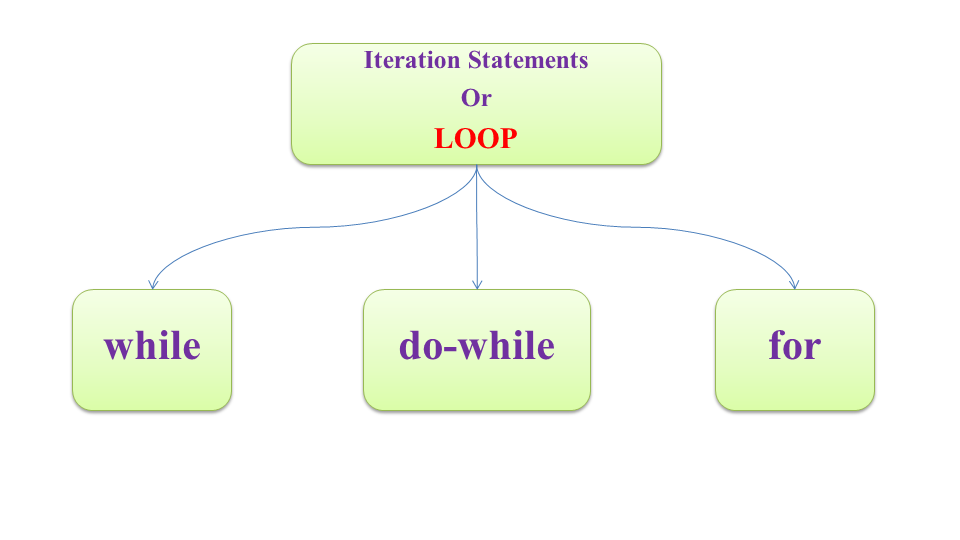 Iteration Statements
Or
LOOP
while
do-while
for